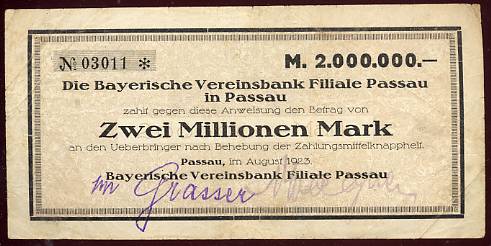 № 03011 *
M. 2.000.000.—
Die Bayerische Vereinsbank Filiale Passau
in Passau
zahlt gegen diese Anweisung den Betrag von
Zwei Millionen Mark
an den Ueberbringer nach Behebung der Zahlungsmittelknappheit.
Passau, im August 1923.
Bayerische Vereinsbank Filiale Passau
Grasser